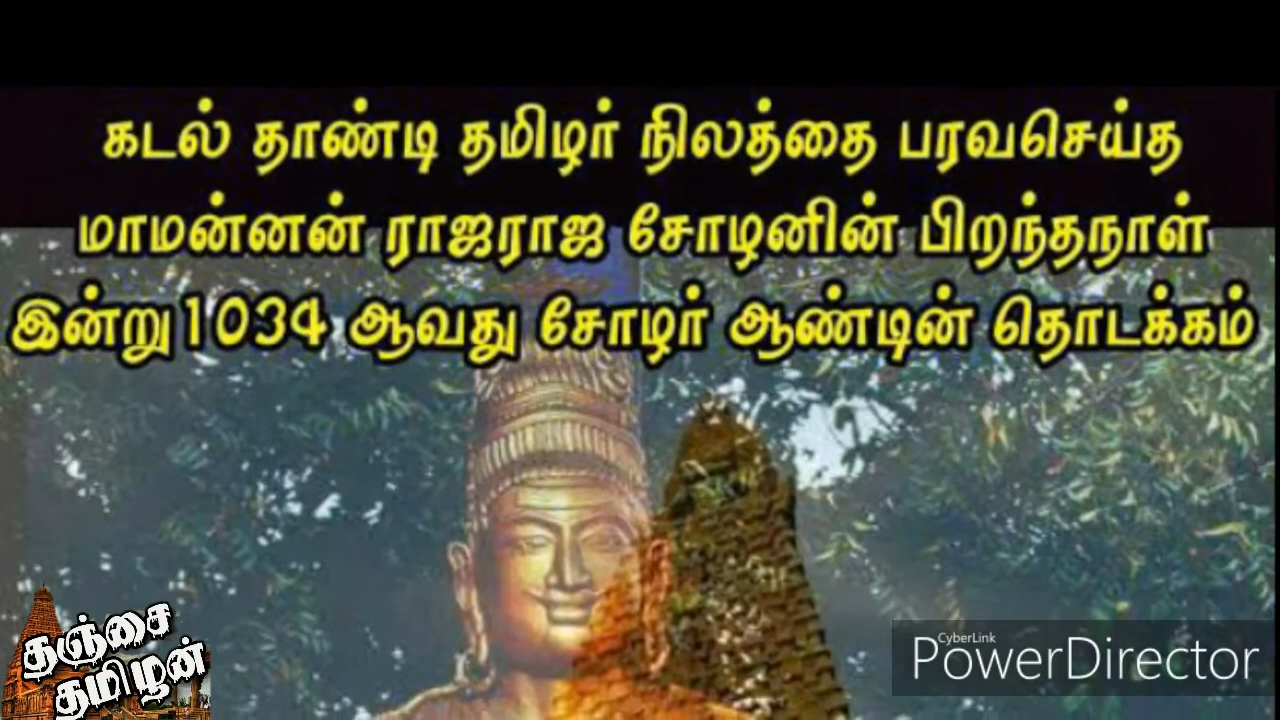 கடல் தாண்டி தமிழர் நிலத்தை பரவசெய்த
மாமன்னன் ராஜராஜ சோழனின் பிறந்தநாள்
இன்று 1034 ஆவது சோழர் ஆண்டின் தொடக்கம்
தஞ்சை
தமிழன்
CyberLink
PowerDirector